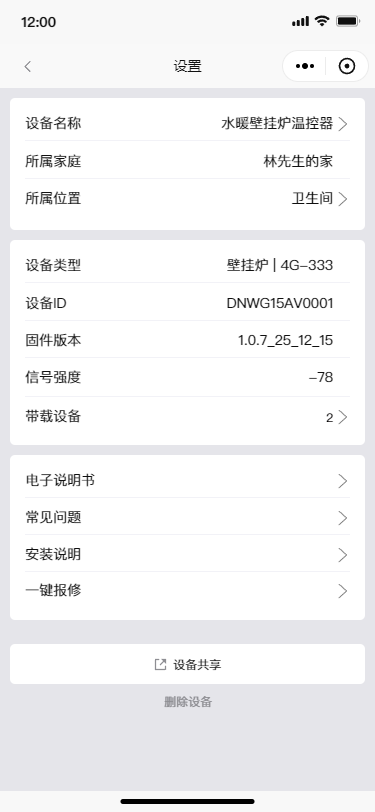 12:00
设置
设备名称 水暖壁挂炉温控器
所属家庭 林先生的家
所属位置 卫生间
设备类型 壁挂炉 | 4G-333
设备ID DNWG15AV0001
固件版本 1.0.7_25_12_15
信号强度 -78
带载设备 2
电子说明书
常见问题
安装说明
一键报修
设备共享
删除设备